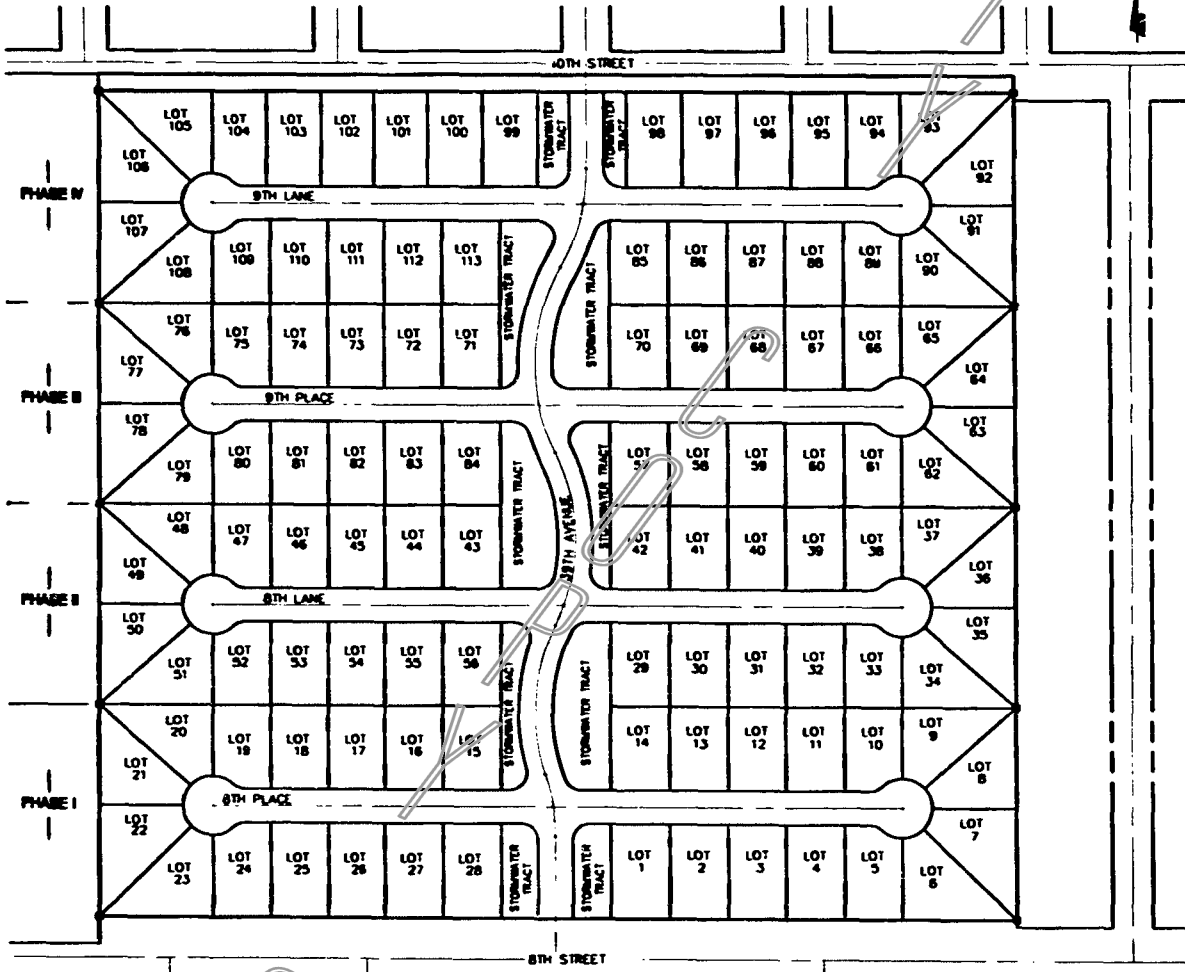 10TH STREET
LOT 105
LOT 104
LOT 103
LOT 102
LOT 101
LOT 100
LOT 99
STORMWATER TRACT
STORMWATER TRACT
LOT 98
LOT 97
LOT 96
LOT 95
LOT 94
LOT 93
LOT 106
LOT 92
PHASE IV
9TH LANE
LOT 107
LOT 91
LOT 108
LOT 109
LOT 110
LOT 111
LOT 112
LOT 113
STORMWATER TRACT
STORMWATER TRACT
LOT 85
LOT 86
LOT 87
LOT 88
LOT 89
LOT 90
LOT 76
LOT 75
LOT 74
LOT 73
LOT 72
LOT 71
LOT 70
LOT 69
LOT 68
LOT 67
LOT 66
LOT 65
LOT 77
LOT 64
PHASE III
9TH PLACE
LOT 78
LOT 63
LOT 79
LOT 80
LOT 81
LOT 82
LOT 83
LOT 84
STORMWATER TRACT
STORMWATER TRACT
LOT 57
LOT 58
LOT 59
LOT 60
LOT 61
LOT 62
LOT 48
LOT 47
LOT 46
LOT 45
LOT 44
LOT 43
39TH AVENUE
LOT 42
LOT 41
LOT 40
LOT 39
LOT 38
LOT 37
LOT 49
LOT 36
PHASE II
8TH LANE
LOT 50
LOT 35
LOT 51
LOT 52
LOT 53
LOT 54
LOT 55
LOT 56
STORMWATER TRACT
STORMWATER TRACT
LOT 29
LOT 30
LOT 31
LOT 32
LOT 33
LOT 34
LOT 20
LOT 19
LOT 18
LOT 17
LOT 16
LOT 15
LOT 14
LOT 13
LOT 12
LOT 11
LOT 10
LOT 9
LOT 21
LOT 8
PHASE I
8TH PLACE
LOT 22
LOT 7
LOT 23
LOT 24
LOT 25
LOT 26
LOT 27
LOT 28
STORMWATER TRACT
STORMWATER TRACT
LOT 1
LOT 2
LOT 3
LOT 4
LOT 5
LOT 6
8TH STREET